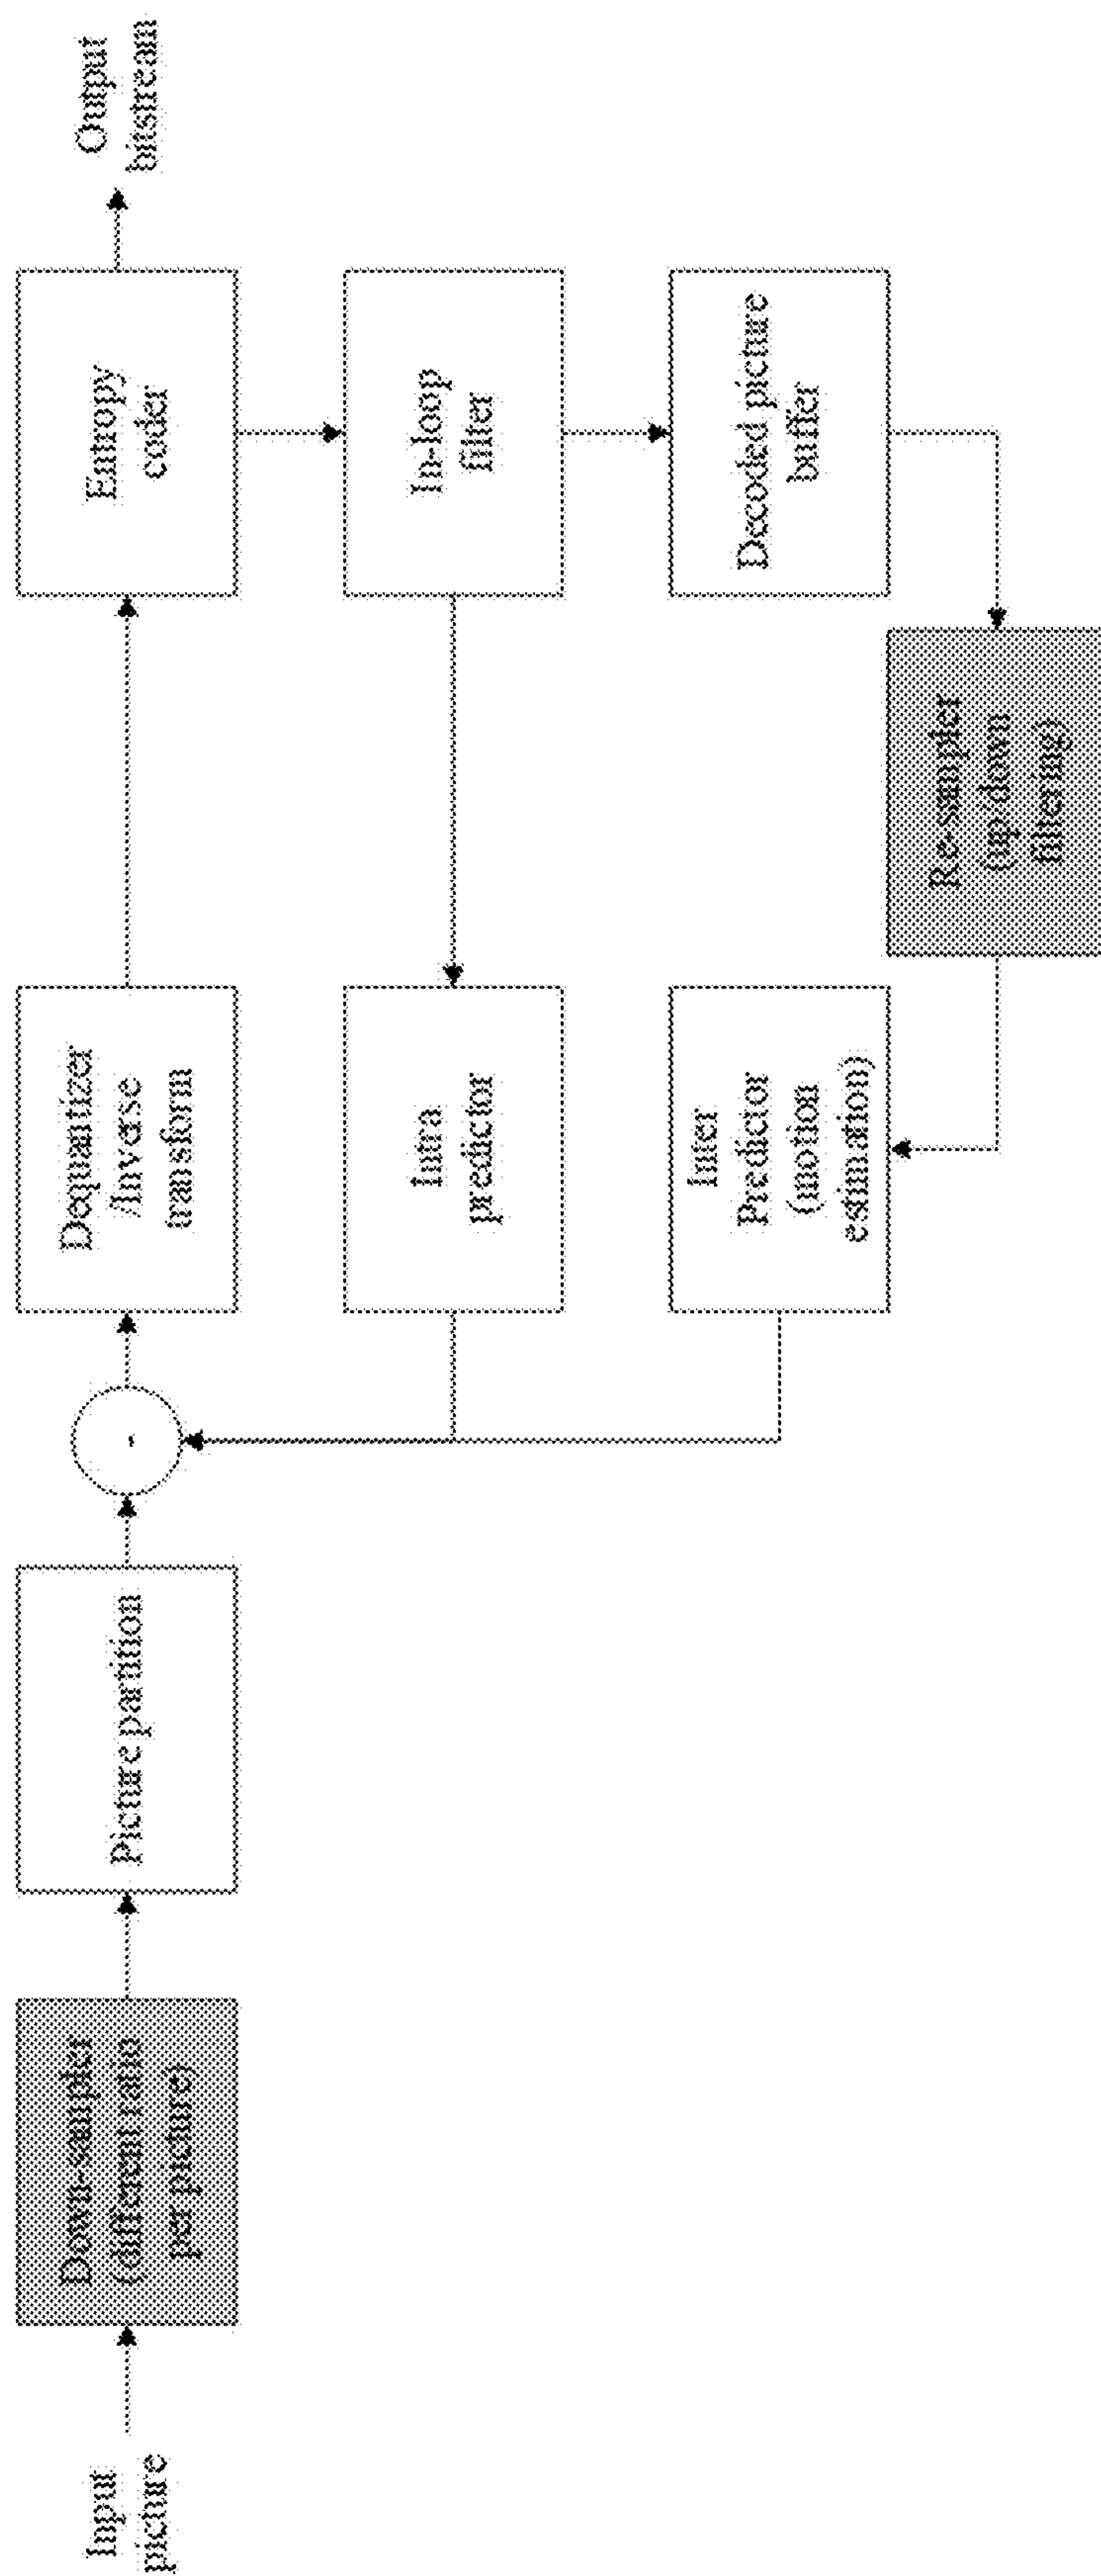 Input
picture
Down-sampler
(different ratio
per picture)
Picture partition
-
Dequantizer
/Inverse
transform
Entropy
coder
Output
bitstream
Intra
predictor
In-loop
filter
Inter
Predictor
(motion
estimation)
Decoded picture
buffer
Re-sampler
(up/down
filtering)